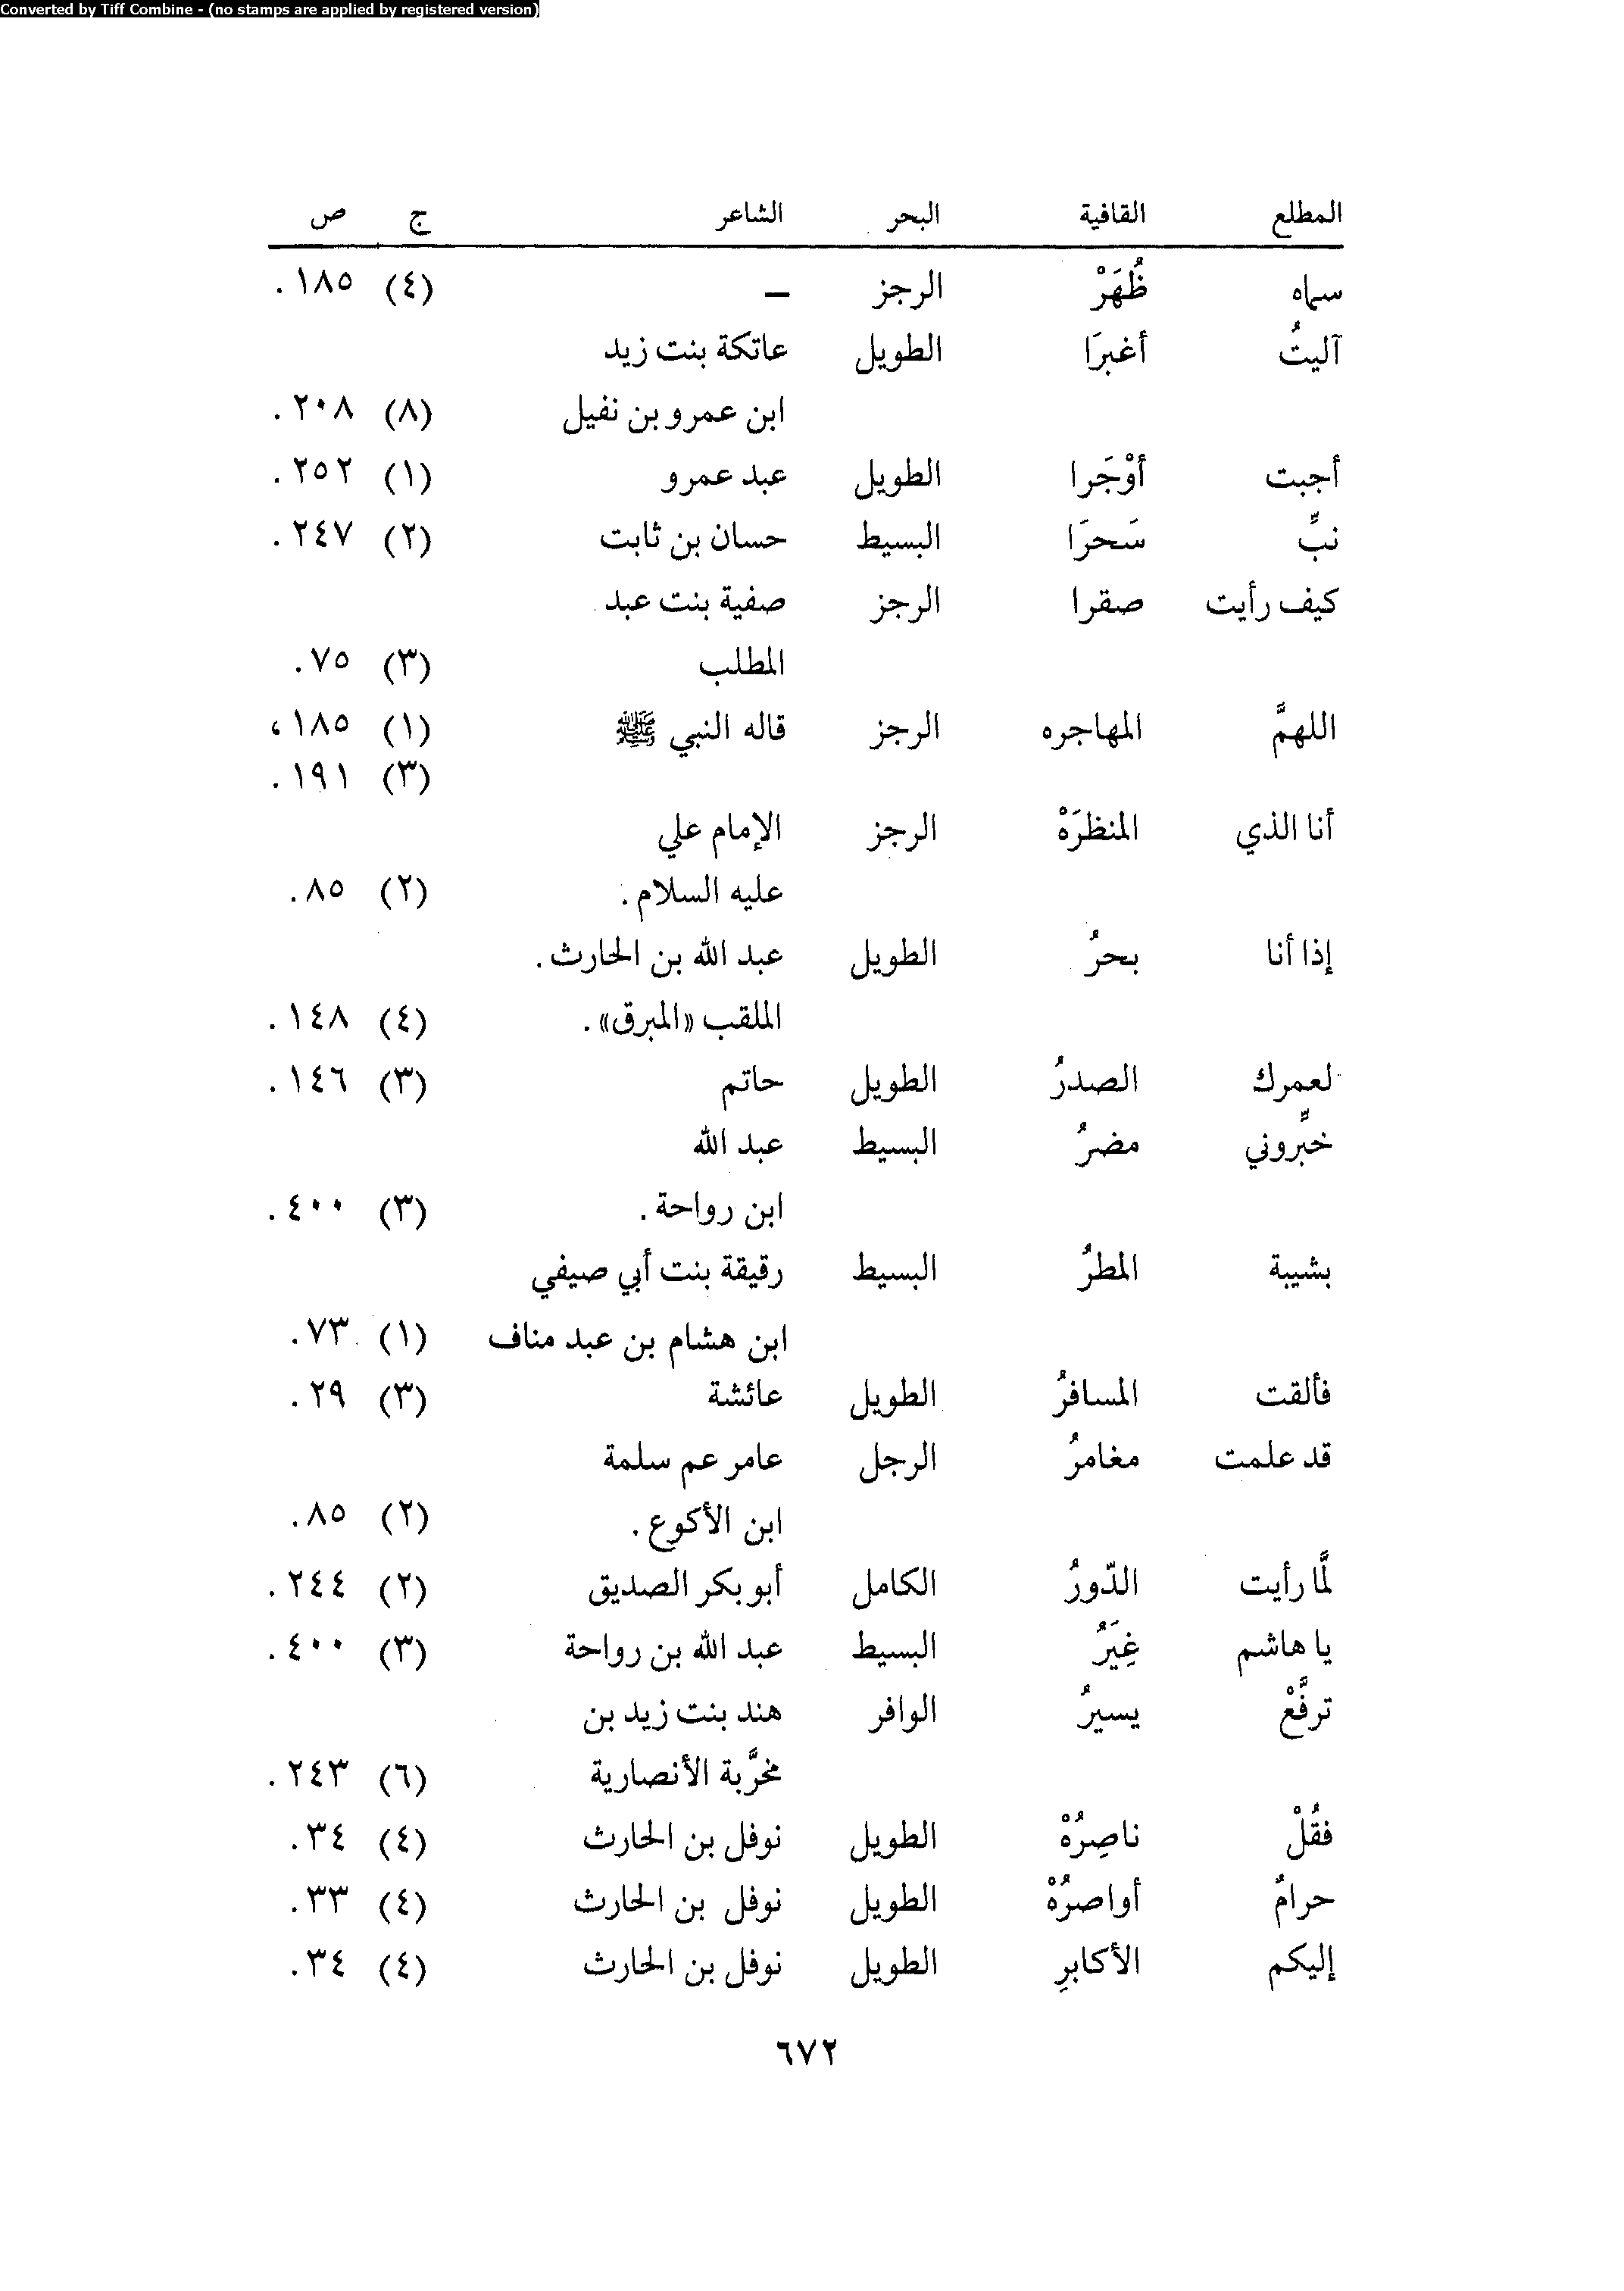 Converted by Tiff Combine - (no stamps are applied by registered version)
المطلع القافية البحر الشاعر ج ص
سماه ظُهَرْ الرجز – (٤) ١٨٥.
آليتُ أغبرَا الطويل عاتكة بنت زيد
ابن عمرو بن نفيل (٨) ٢٠٨.
أجبت أوْجَرا الطويل عبد عمرو (١) ٢٥٢.
نبِّ سَحرَا البسيط حسان بن ثابت (٢) ٢٤٧.
كيف رأيت صقرا الرجز صفية بنت عبد
المطلب (٣) ٧٥.
اللهمَّ المهاجره الرجز قاله النبي ﷺ (١) ١٨٥،
(٣) ١٩١.
أنا الذي المنظرَهْ الرجز الإمام علي
عليه السلام. (٢) ٨٥.
إذا أنا بحرُ الطويل عبد الله بن الحارث.
الملقب «المبرق». (٤) ١٤٨.
لعمرك الصدرُ الطويل حاتم (٣) ١٤٦.
خبِّروني مضرُ البسيط عبد الله
ابن رواحة. (٣) ٤٠٠.
بشيبة المطرُ البسيط رقيقة بنت أبي صيفي
ابن هشام بن عبد مناف (١) ٧٣.
فألقت المسافرُ الطويل عائشة (٣) ٢٩.
قد علمت مغامرُ الرجل عامر عم سلمة
ابن الأكوع. (٢) ٨٥.
لمَّا رأيت الدّورُ الكامل أبو بكر الصديق (٢) ٢٤٤.
يا هاشم غِيَرُ البسيط عبد الله بن رواحة (٣) ٤٠٠.
ترفَّعْ يسيرُ الوافر هند بنت زيد بن
مخرَّبة الأنصارية (٦) ٢٤٣.
فقُلْ ناصِرُهْ الطويل نوفل بن الحارث (٤) ٣٤.
حرامٌ أواصرُهْ الطويل نوفل بن الحارث (٤) ٣٣.
إليكم الأكابرِ الطويل نوفل بن الحارث (٤) ٣٤.
٦٧٢